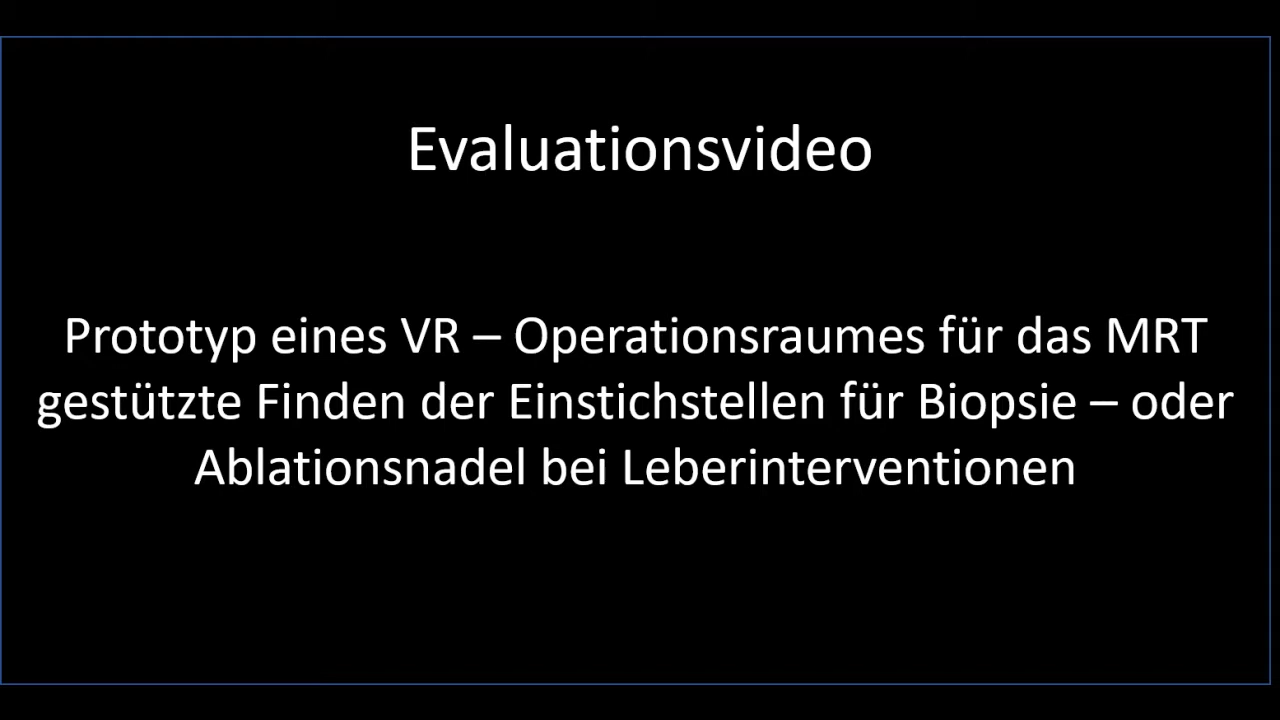 Evaluationsvideo
Prototyp eines VR – Operationsraumes für das MRT
gestützte Finden der Einstichstellen für Biopsie – oder
Ablationsnadel bei Leberinterventionen